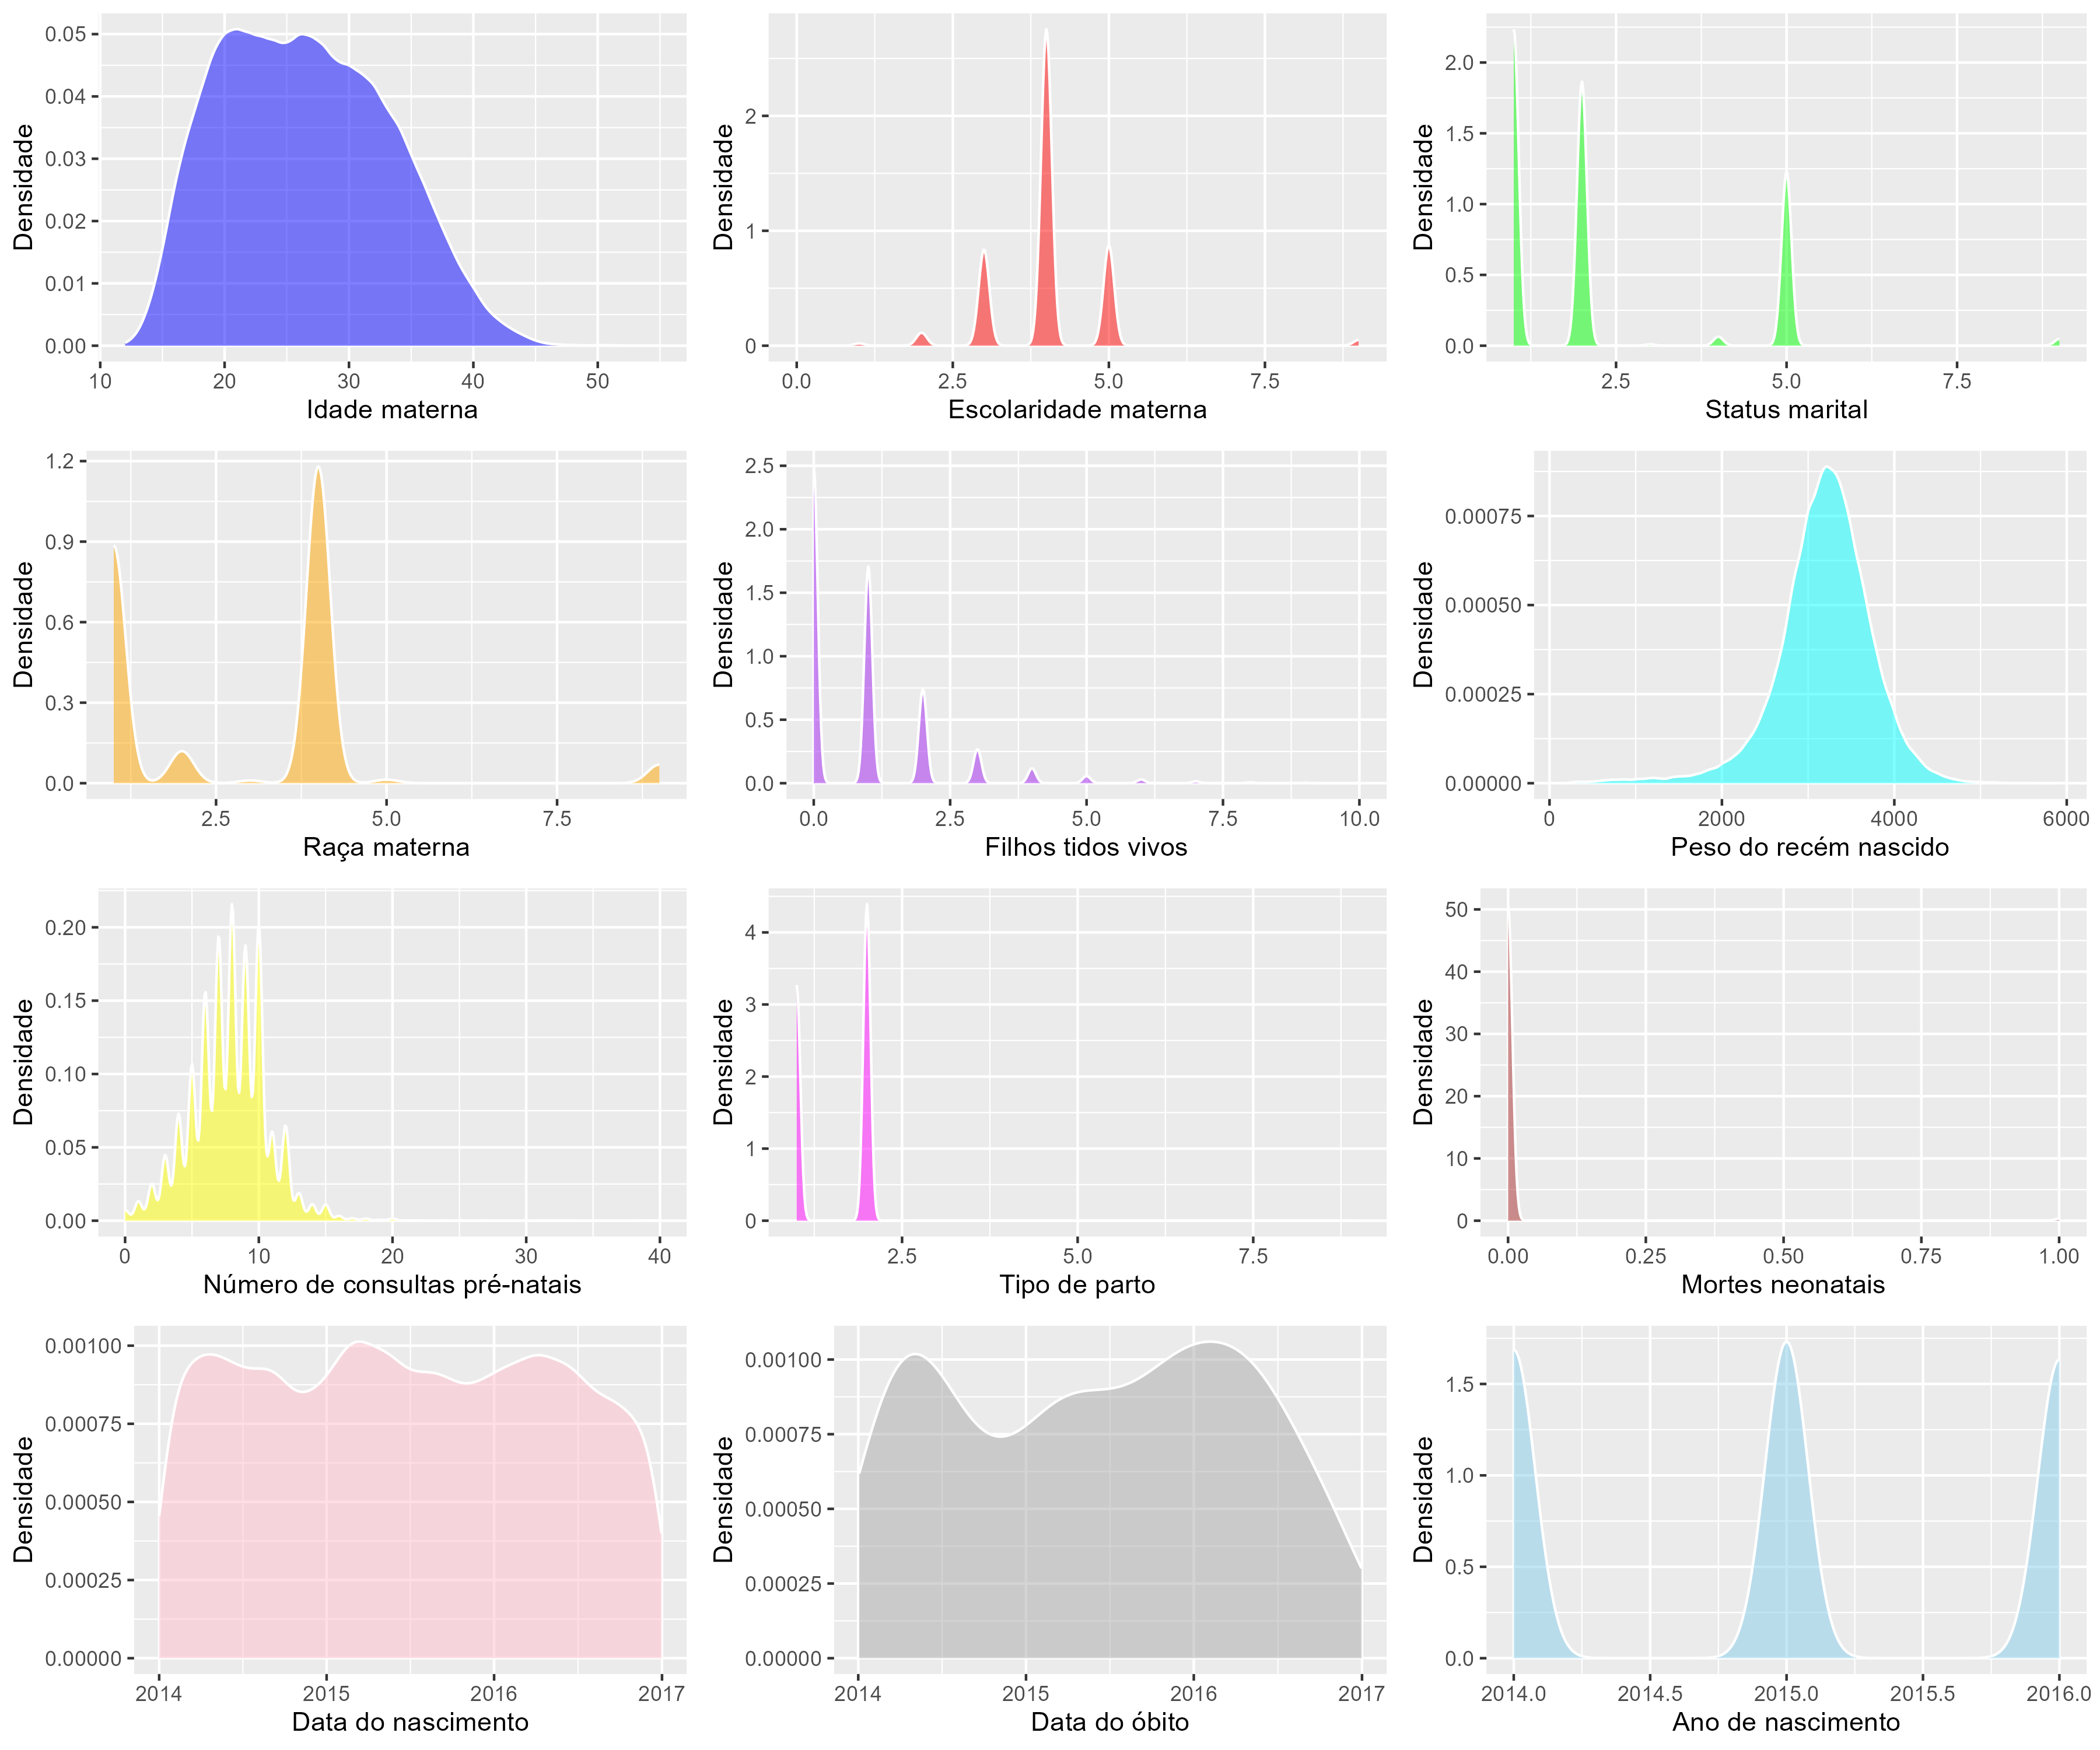 0.05
0.04
0.03
0.02
0.01
0.00
Densidade
10 20 30 40 50
Idade materna
2
1
0
Densidade
0.0 2.5 5.0 7.5
Escolaridade materna
2.0
1.5
1.0
0.5
0.0
Densidade
2.5 5.0 7.5
Status marital
1.2
0.9
0.6
0.3
0.0
Densidade
2.5 5.0 7.5
Raça materna
2.5
2.0
1.5
1.0
0.5
0.0
Densidade
0.0 2.5 5.0 7.5 10.0
Filhos tidos vivos
0.00075
0.00050
0.00025
0.00000
Densidade
0 2000 4000 6000
Peso do recém nascido
0.20
0.15
0.10
0.05
0.00
Densidade
0 10 20 30 40
Número de consultas pré-natais
4
3
2
1
0
Densidade
2.5 5.0 7.5
Tipo de parto
50
40
30
20
10
0
Densidade
0.00 0.25 0.50 0.75 1.00
Mortes neonatais
0.00100
0.00075
0.00050
0.00025
0.00000
Densidade
2014 2015 2016 2017
Data do nascimento
0.00100
0.00075
0.00050
0.00025
0.00000
Densidade
2014 2015 2016 2017
Data do óbito
1.5
1.0
0.5
0.0
Densidade
2014.0 2014.5 2015.0 2015.5 2016.0
Ano de nascimento